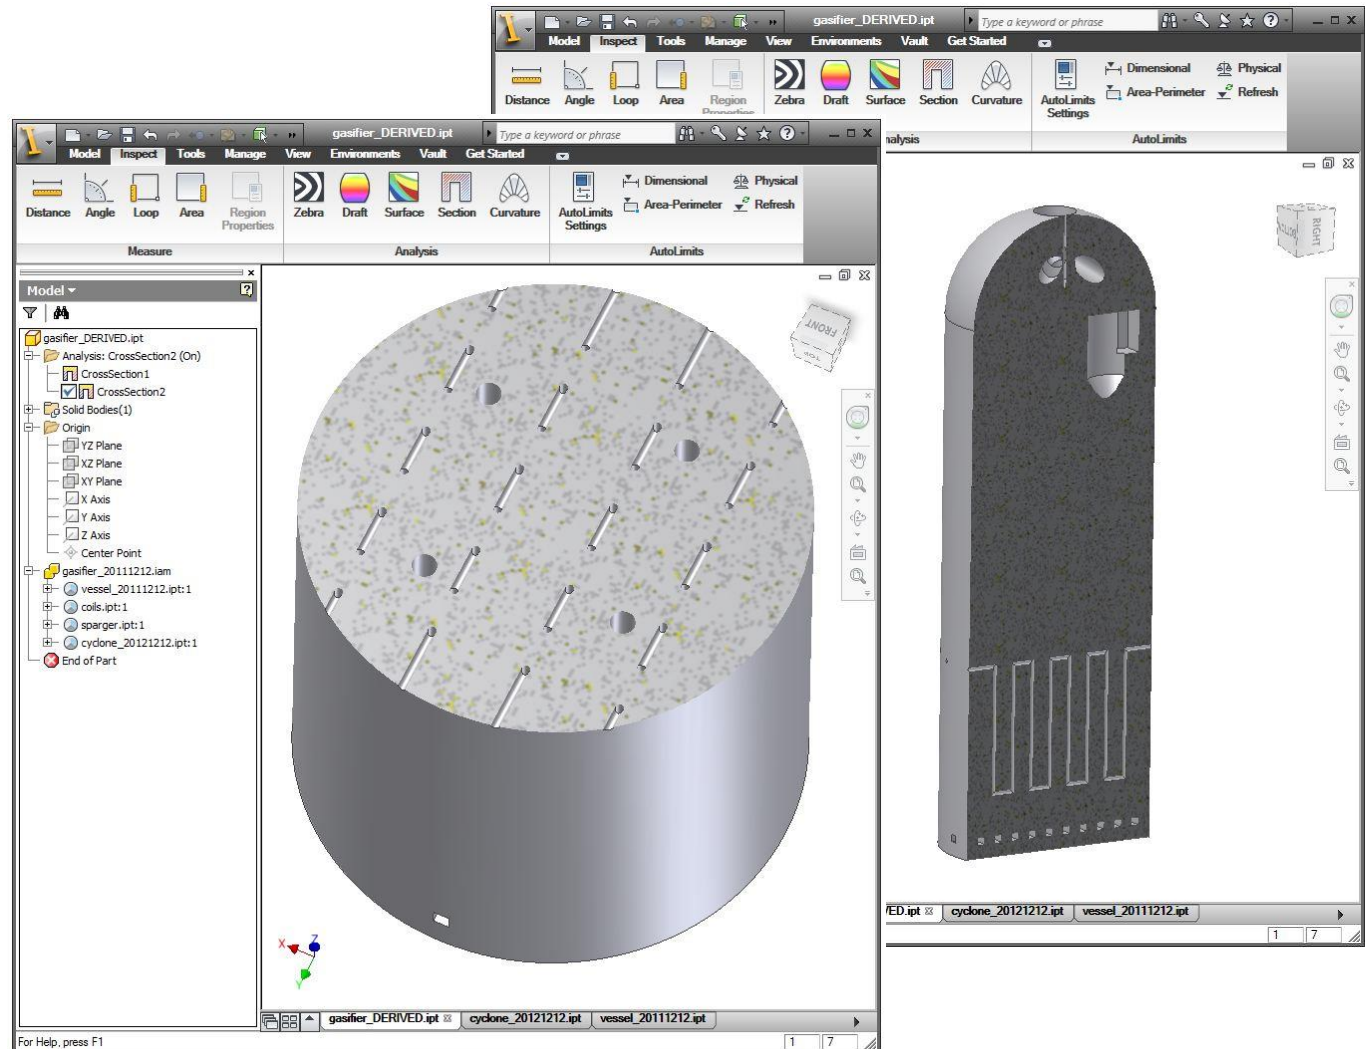 gasifier_DERIVED.ipt
Type a keyword or phrase
Model Inspect Tools Manage View Environments Vault Get Started
Distance Angle Loop Area Region Properties Zebra Draft Surface Section Curvature AutoLimits Settings Dimensional Area-Perimeter Physical Refresh
nalysis AutoLimits
RIGHT
/ED.ipt cyclone_20121212.ipt vessel_20111212.ipt
1 7
gasifier_DERIVED.ipt
Type a keyword or phrase
Model Inspect Tools Manage View Environments Vault Get Started
Distance Angle Loop Area Region Properties Zebra Draft Surface Section Curvature AutoLimits Settings Dimensional Area-Perimeter Physical Refresh
Measure Analysis AutoLimits
Model
gasifier_DERIVED.ipt
Analysis: CrossSection2 (On)
CrossSection1
CrossSection2
Solid Bodies(1)
Origin
YZ Plane
XZ Plane
XY Plane
X Axis
Y Axis
Z Axis
Center Point
gasifier_20111212.iam
vessel_20111212.ipt:1
coils.ipt:1
sparger.ipt:1
cyclone_20121212.ipt:1
End of Part
FRONT
TOP
X Z
Y
gasifier_DERIVED.ipt cyclone_20121212.ipt vessel_20111212.ipt
For Help, press F1
1 7